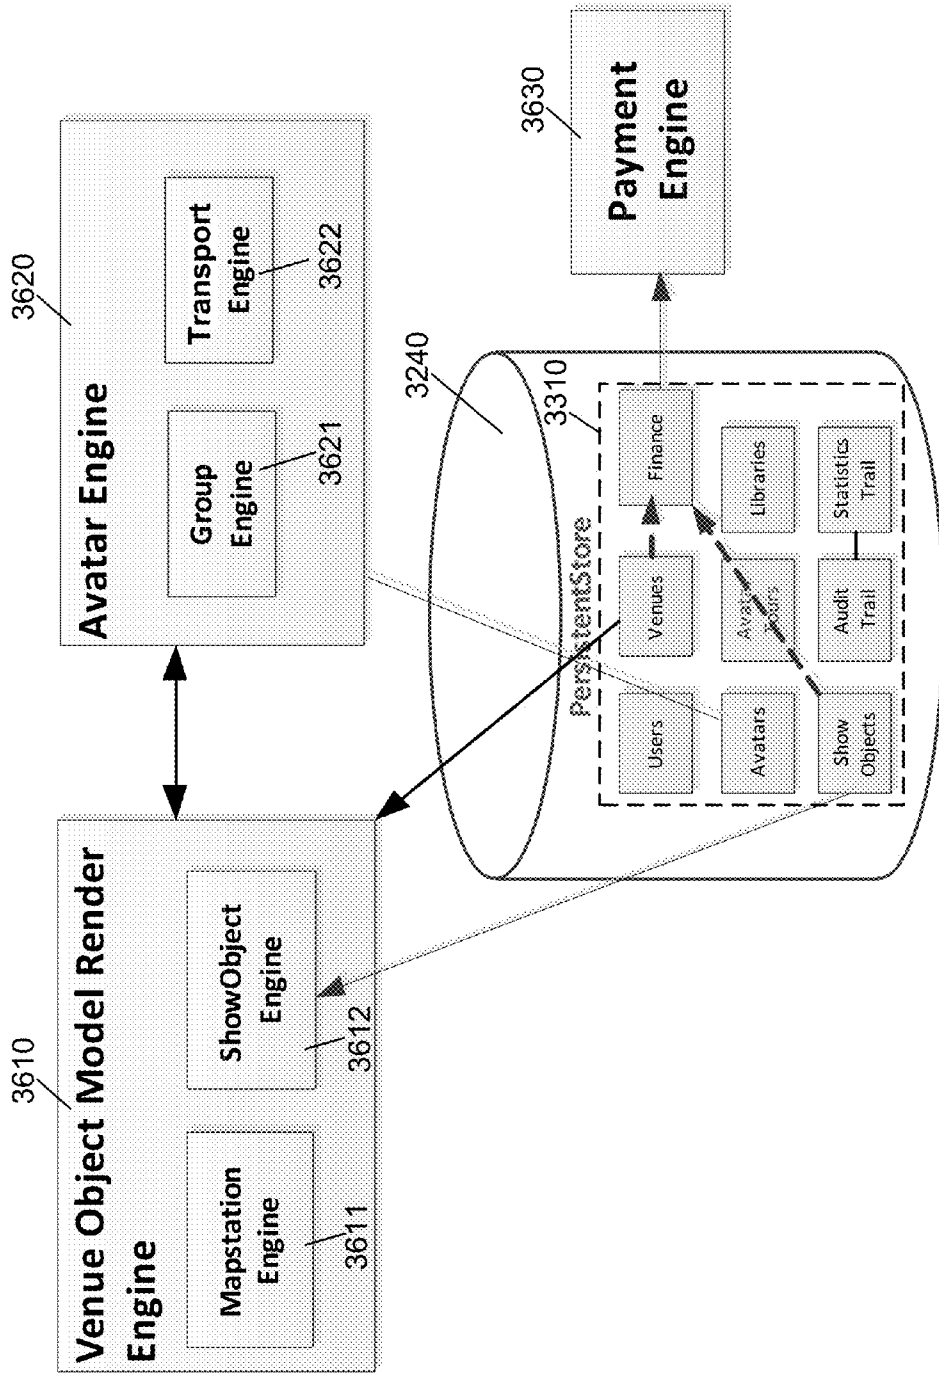 3610
Venue Object Model Render
Engine
Mapstation
Engine
3611
ShowObject
Engine
3612
3620
Avatar Engine
Group
Engine
3621
Transport
Engine
3622
3240
3310
PersistentStore
Users
Venues
Finance
Avatars
Libraries
Show
Objects
Audit
Trail
Statistics
Trail
3630
Payment
Engine